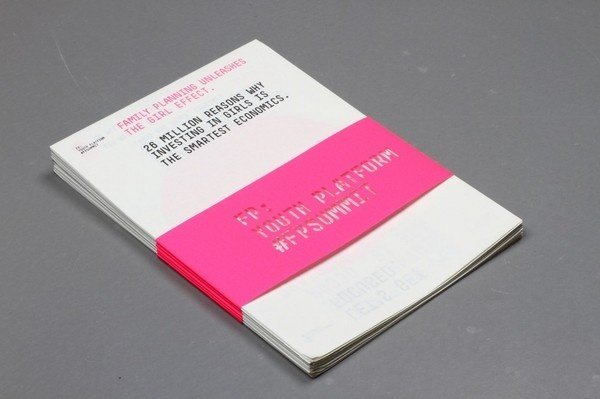 FAMILY PLANNING UNLEASHES
THE GIRL EFFECT.
26 MILLION REASONS WHY
INVESTING IN GIRLS IS
THE SMARTEST ECONOMICS.
FP:
YOUTH PLATFORM
#FPSUMMIT